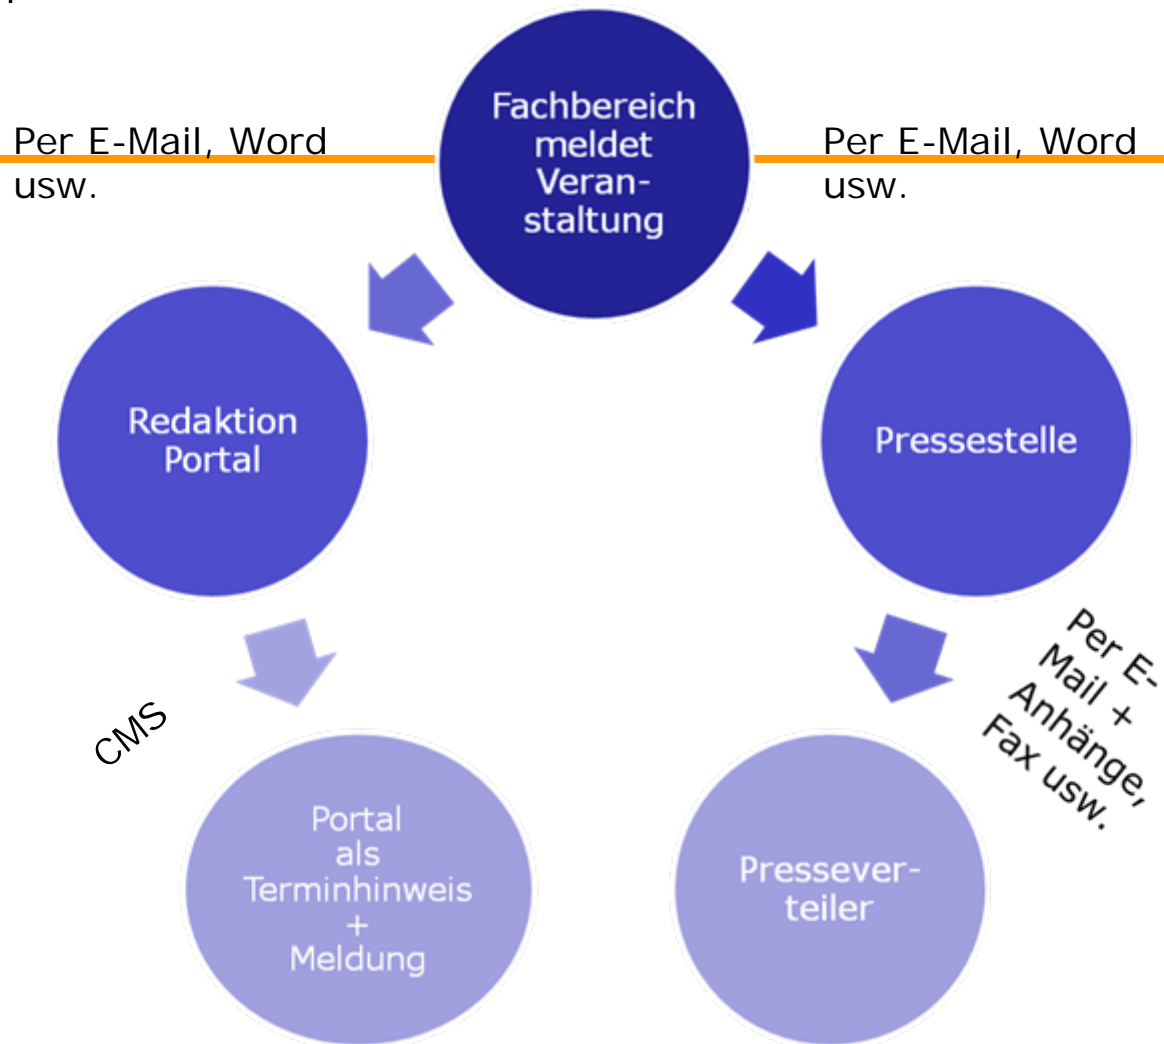 Fachbereich
meldet
Veran-
staltung
Per E-Mail, Word
usw.
Per E-Mail, Word
usw.
Redaktion
Portal
Pressestelle
CMS
Per E-
Mail +
Anhänge,
Fax usw.
Portal
als
Terminhinweis
+
Meldung
Pressever-
teiler